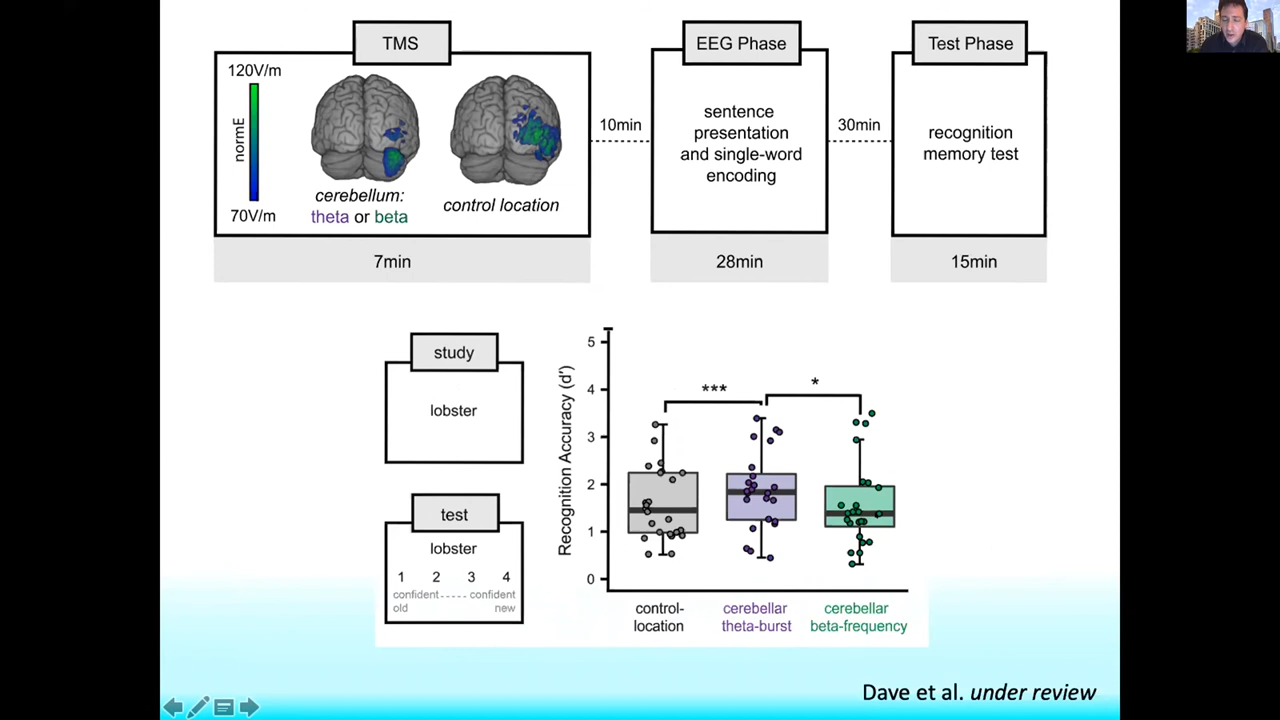 TMS
120V/m
normE
70V/m
cerebellum:
theta or beta
control location
7min
10min
EEG Phase
sentence
presentation
and single-word
encoding
28min
30min
Test Phase
recognition
memory test
15min
study
lobster
test
lobster
1 2 3 4
confident ----- confident
old new
Recognition Accuracy (d')
5
4
3
2
1
0
***
*
control-
location
cerebellar
theta-burst
cerebellar
beta-frequency
Dave et al. under review